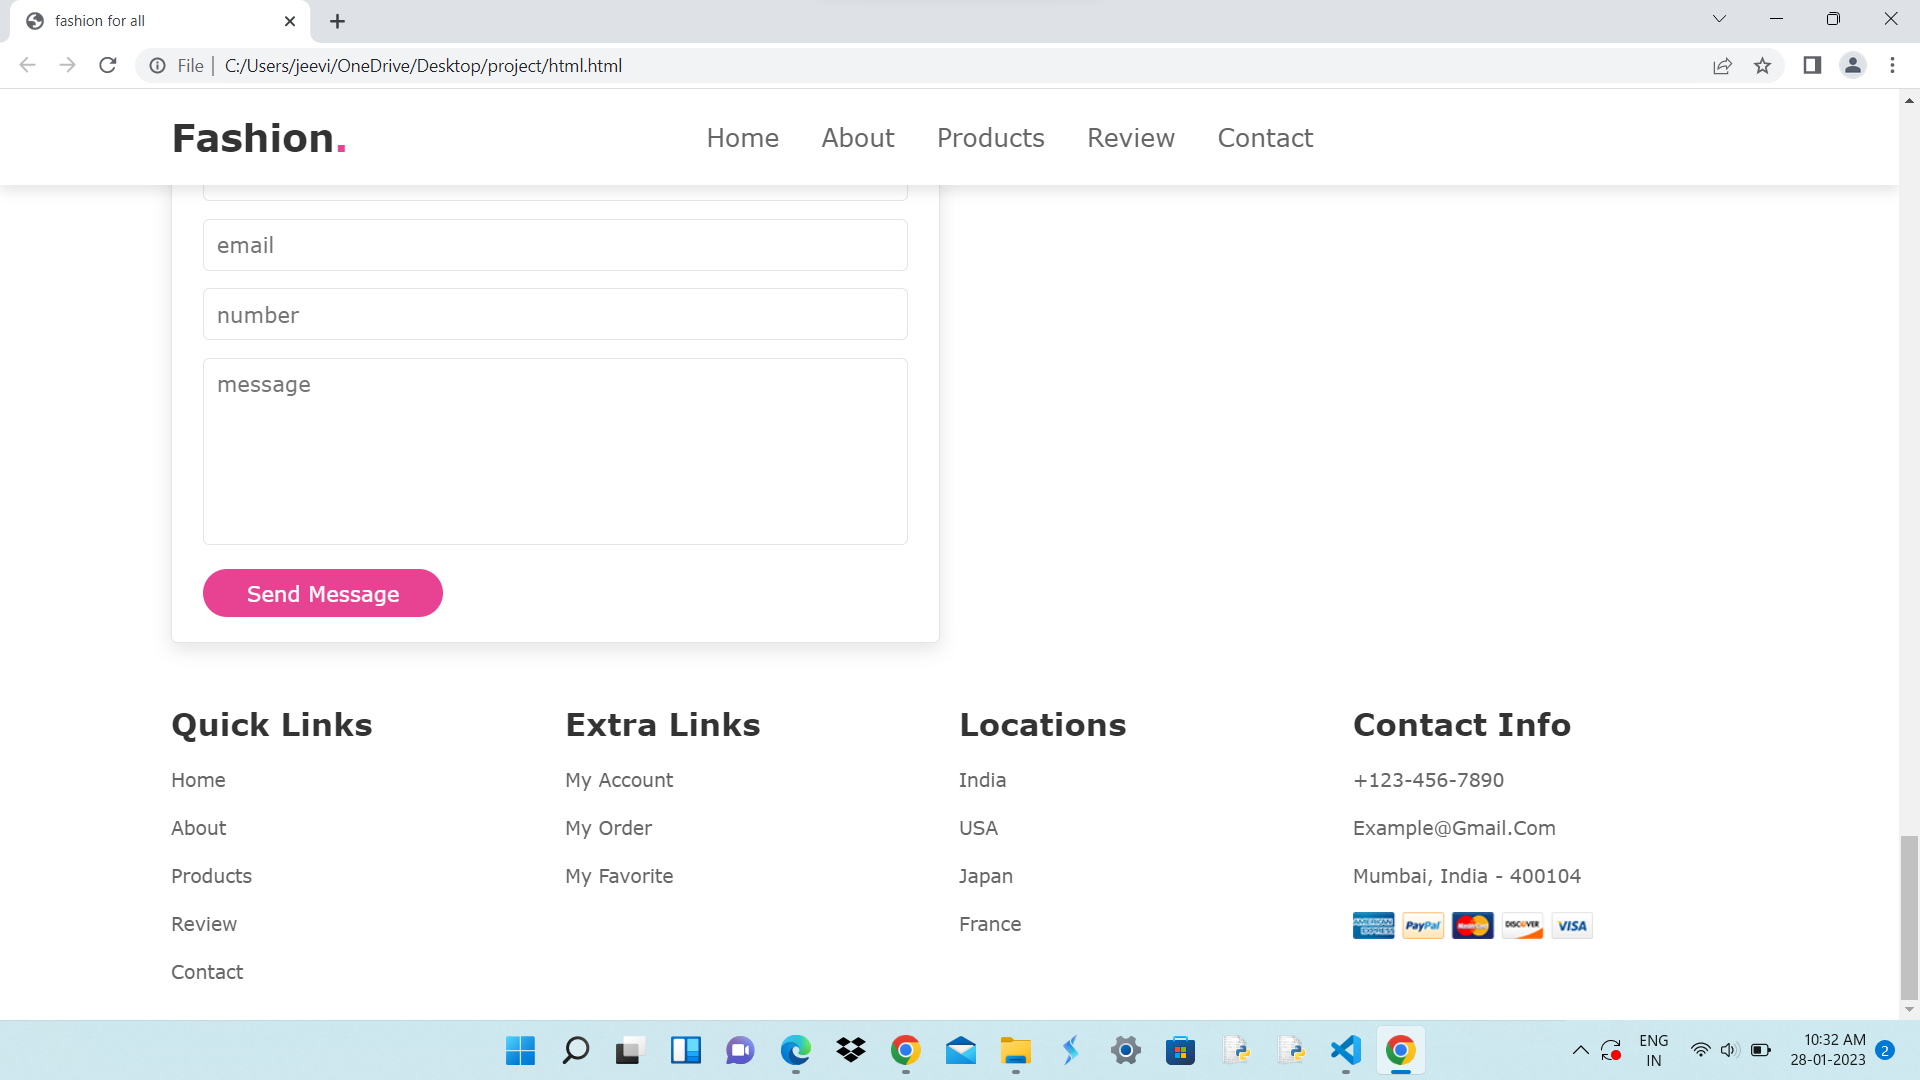 fashion for all
File | C:/Users/jeevi/OneDrive/Desktop/project/html.html
Fashion.
Home About Products Review Contact
email
number
message
Send Message
Quick Links
Home
About
Products
Review
Contact
Extra Links
My Account
My Order
My Favorite
Locations
India
USA
Japan
France
Contact Info
+123-456-7890
Example@Gmail.Com
Mumbai, India - 400104
AMERICAN EXPRESS PayPal MasterCard DISCOVER VISA
ENG
IN
10:32 AM
28-01-2023
2